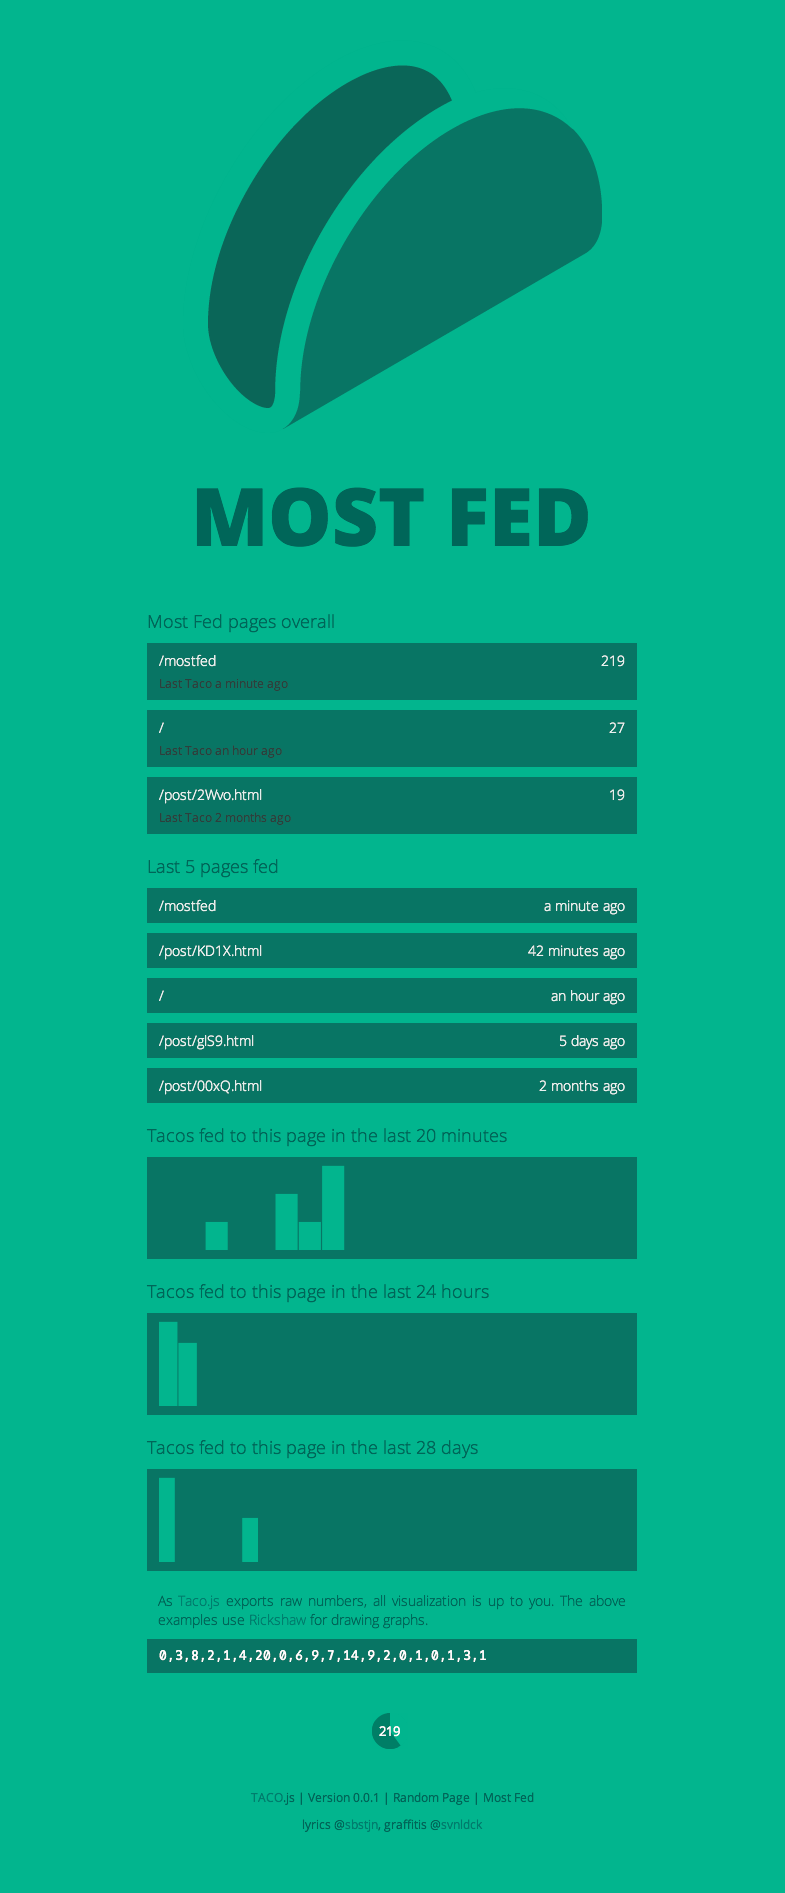 MOST FED
Most Fed pages overall
/mostfed 219
Last Taco a minute ago
/ 27
Last Taco an hour ago
/post/2Wvo.html 19
Last Taco 2 months ago
Last 5 pages fed
/mostfed a minute ago
/post/KD1X.html 42 minutes ago
/ an hour ago
/post/glS9.html 5 days ago
/post/00xQ.html 2 months ago
Tacos fed to this page in the last 20 minutes
Tacos fed to this page in the last 24 hours
Tacos fed to this page in the last 28 days
As Taco.js exports raw numbers, all visualization is up to you. The above
examples use Rickshaw for drawing graphs.
0,3,8,2,1,4,20,0,6,9,7,14,9,2,0,1,0,1,3,1
219
TACO.js | Version 0.0.1 | Random Page | Most Fed
lyrics @sbstjn, graffitis @svnldck